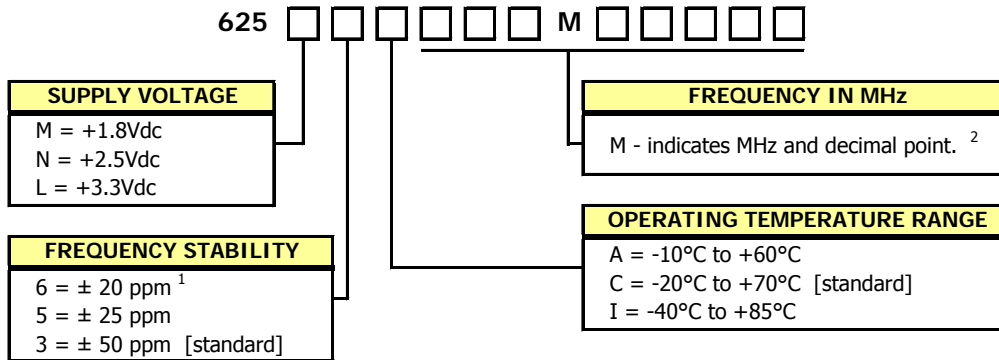 625 M
SUPPLY VOLTAGE
M = +1.8Vdc
N = +2.5Vdc
L = +3.3Vdc
FREQUENCY IN MHz
M - indicates MHz and decimal point. 2
FREQUENCY STABILITY
6 = ± 20 ppm 1
5 = ± 25 ppm
3 = ± 50 ppm [standard]
OPERATING TEMPERATURE RANGE
A = -10°C to +60°C
C = -20°C to +70°C [standard]
I = -40°C to +85°C